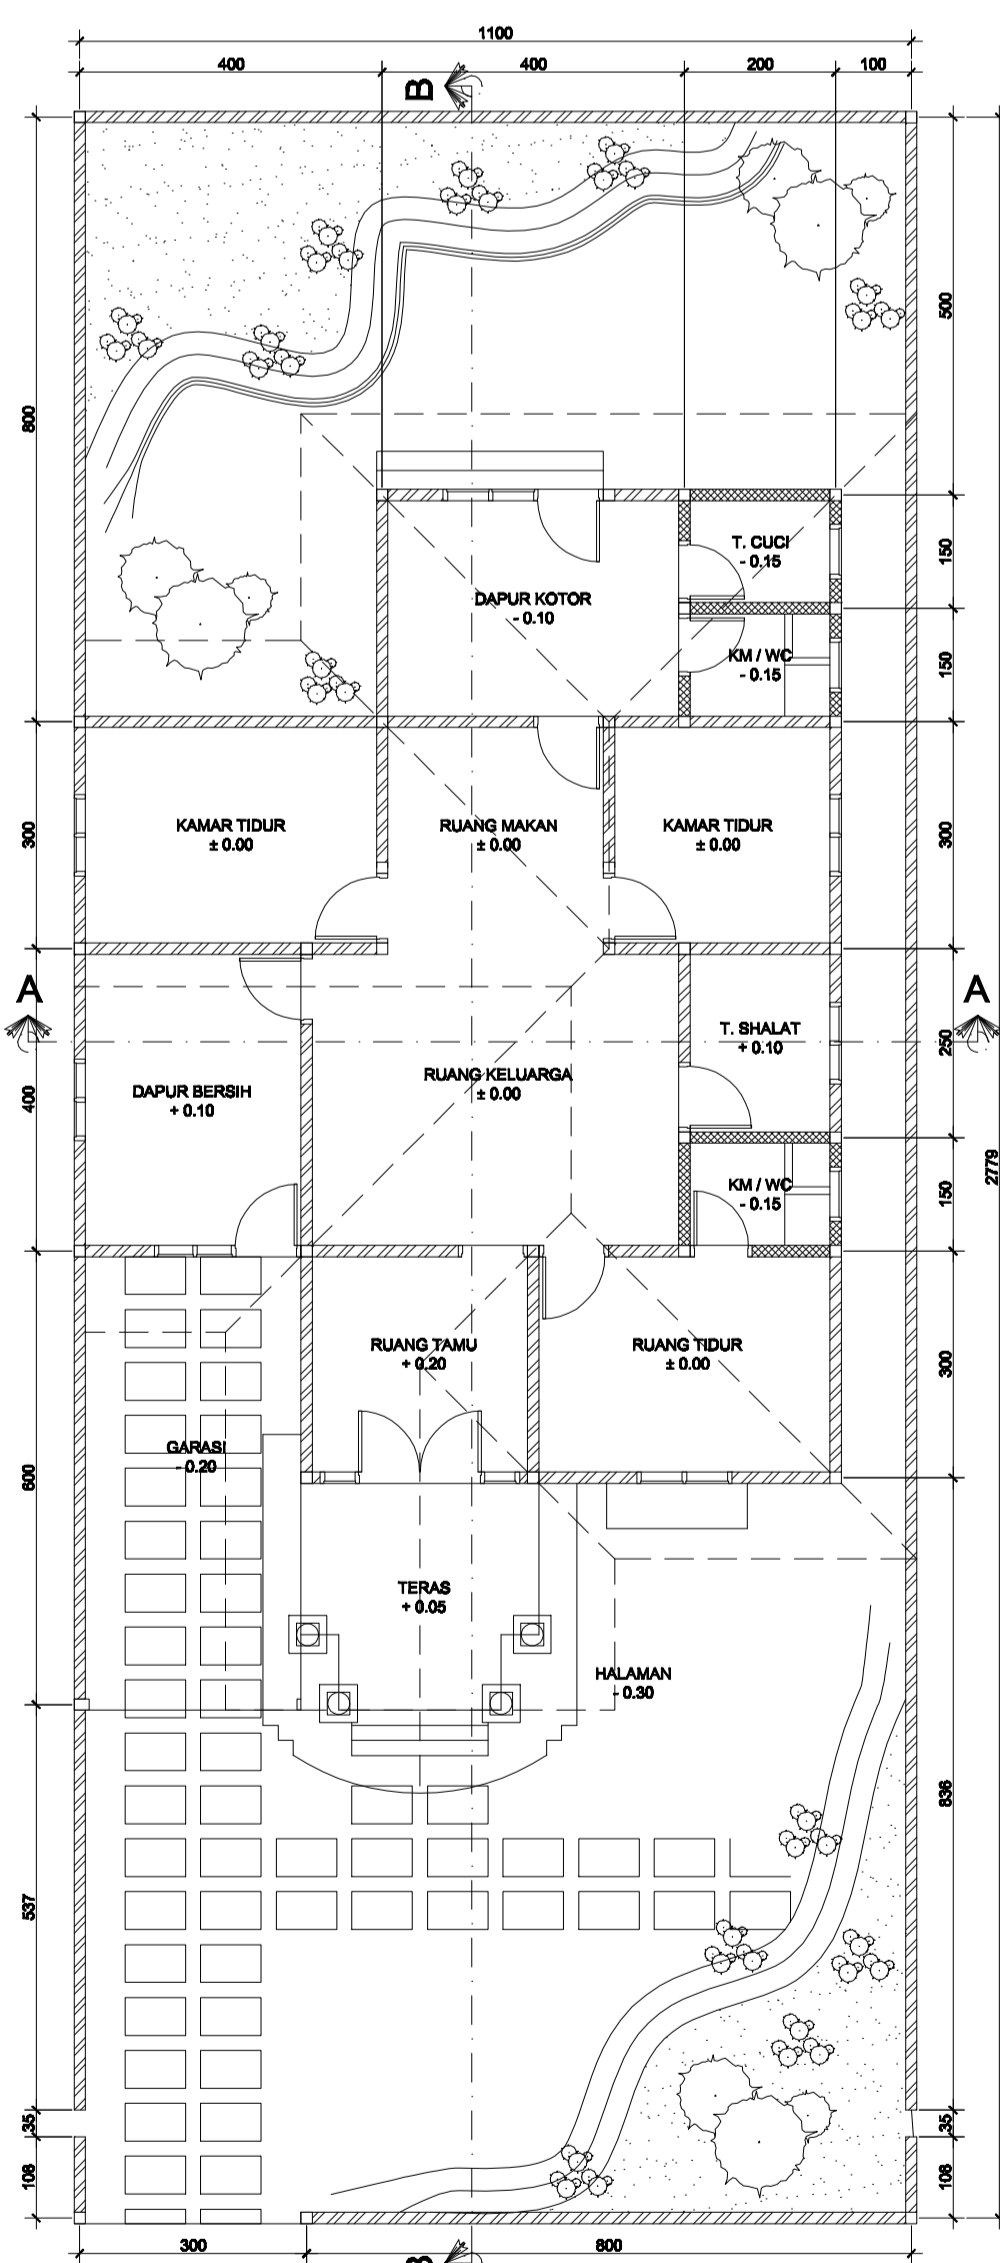 1100
400
400
200
100
B
500
800
T. CUCI
- 0.15
150
DAPUR KOTOR
- 0.10
KM / WC
- 0.15
150
KAMAR TIDUR
± 0.00
RUANG MAKAN
± 0.00
KAMAR TIDUR
± 0.00
300
300
A
A
T. SHALAT
+ 0.10
250
RUANG KELUARGA
± 0.00
DAPUR BERSIH
+ 0.10
400
2779
KM / WC
- 0.15
150
RUANG TAMU
+ 0.20
RUANG TIDUR
± 0.00
300
GARASI
- 0.20
600
TERAS
+ 0.05
HALAMAN
- 0.30
836
537
35
35
108
108
300
800
B